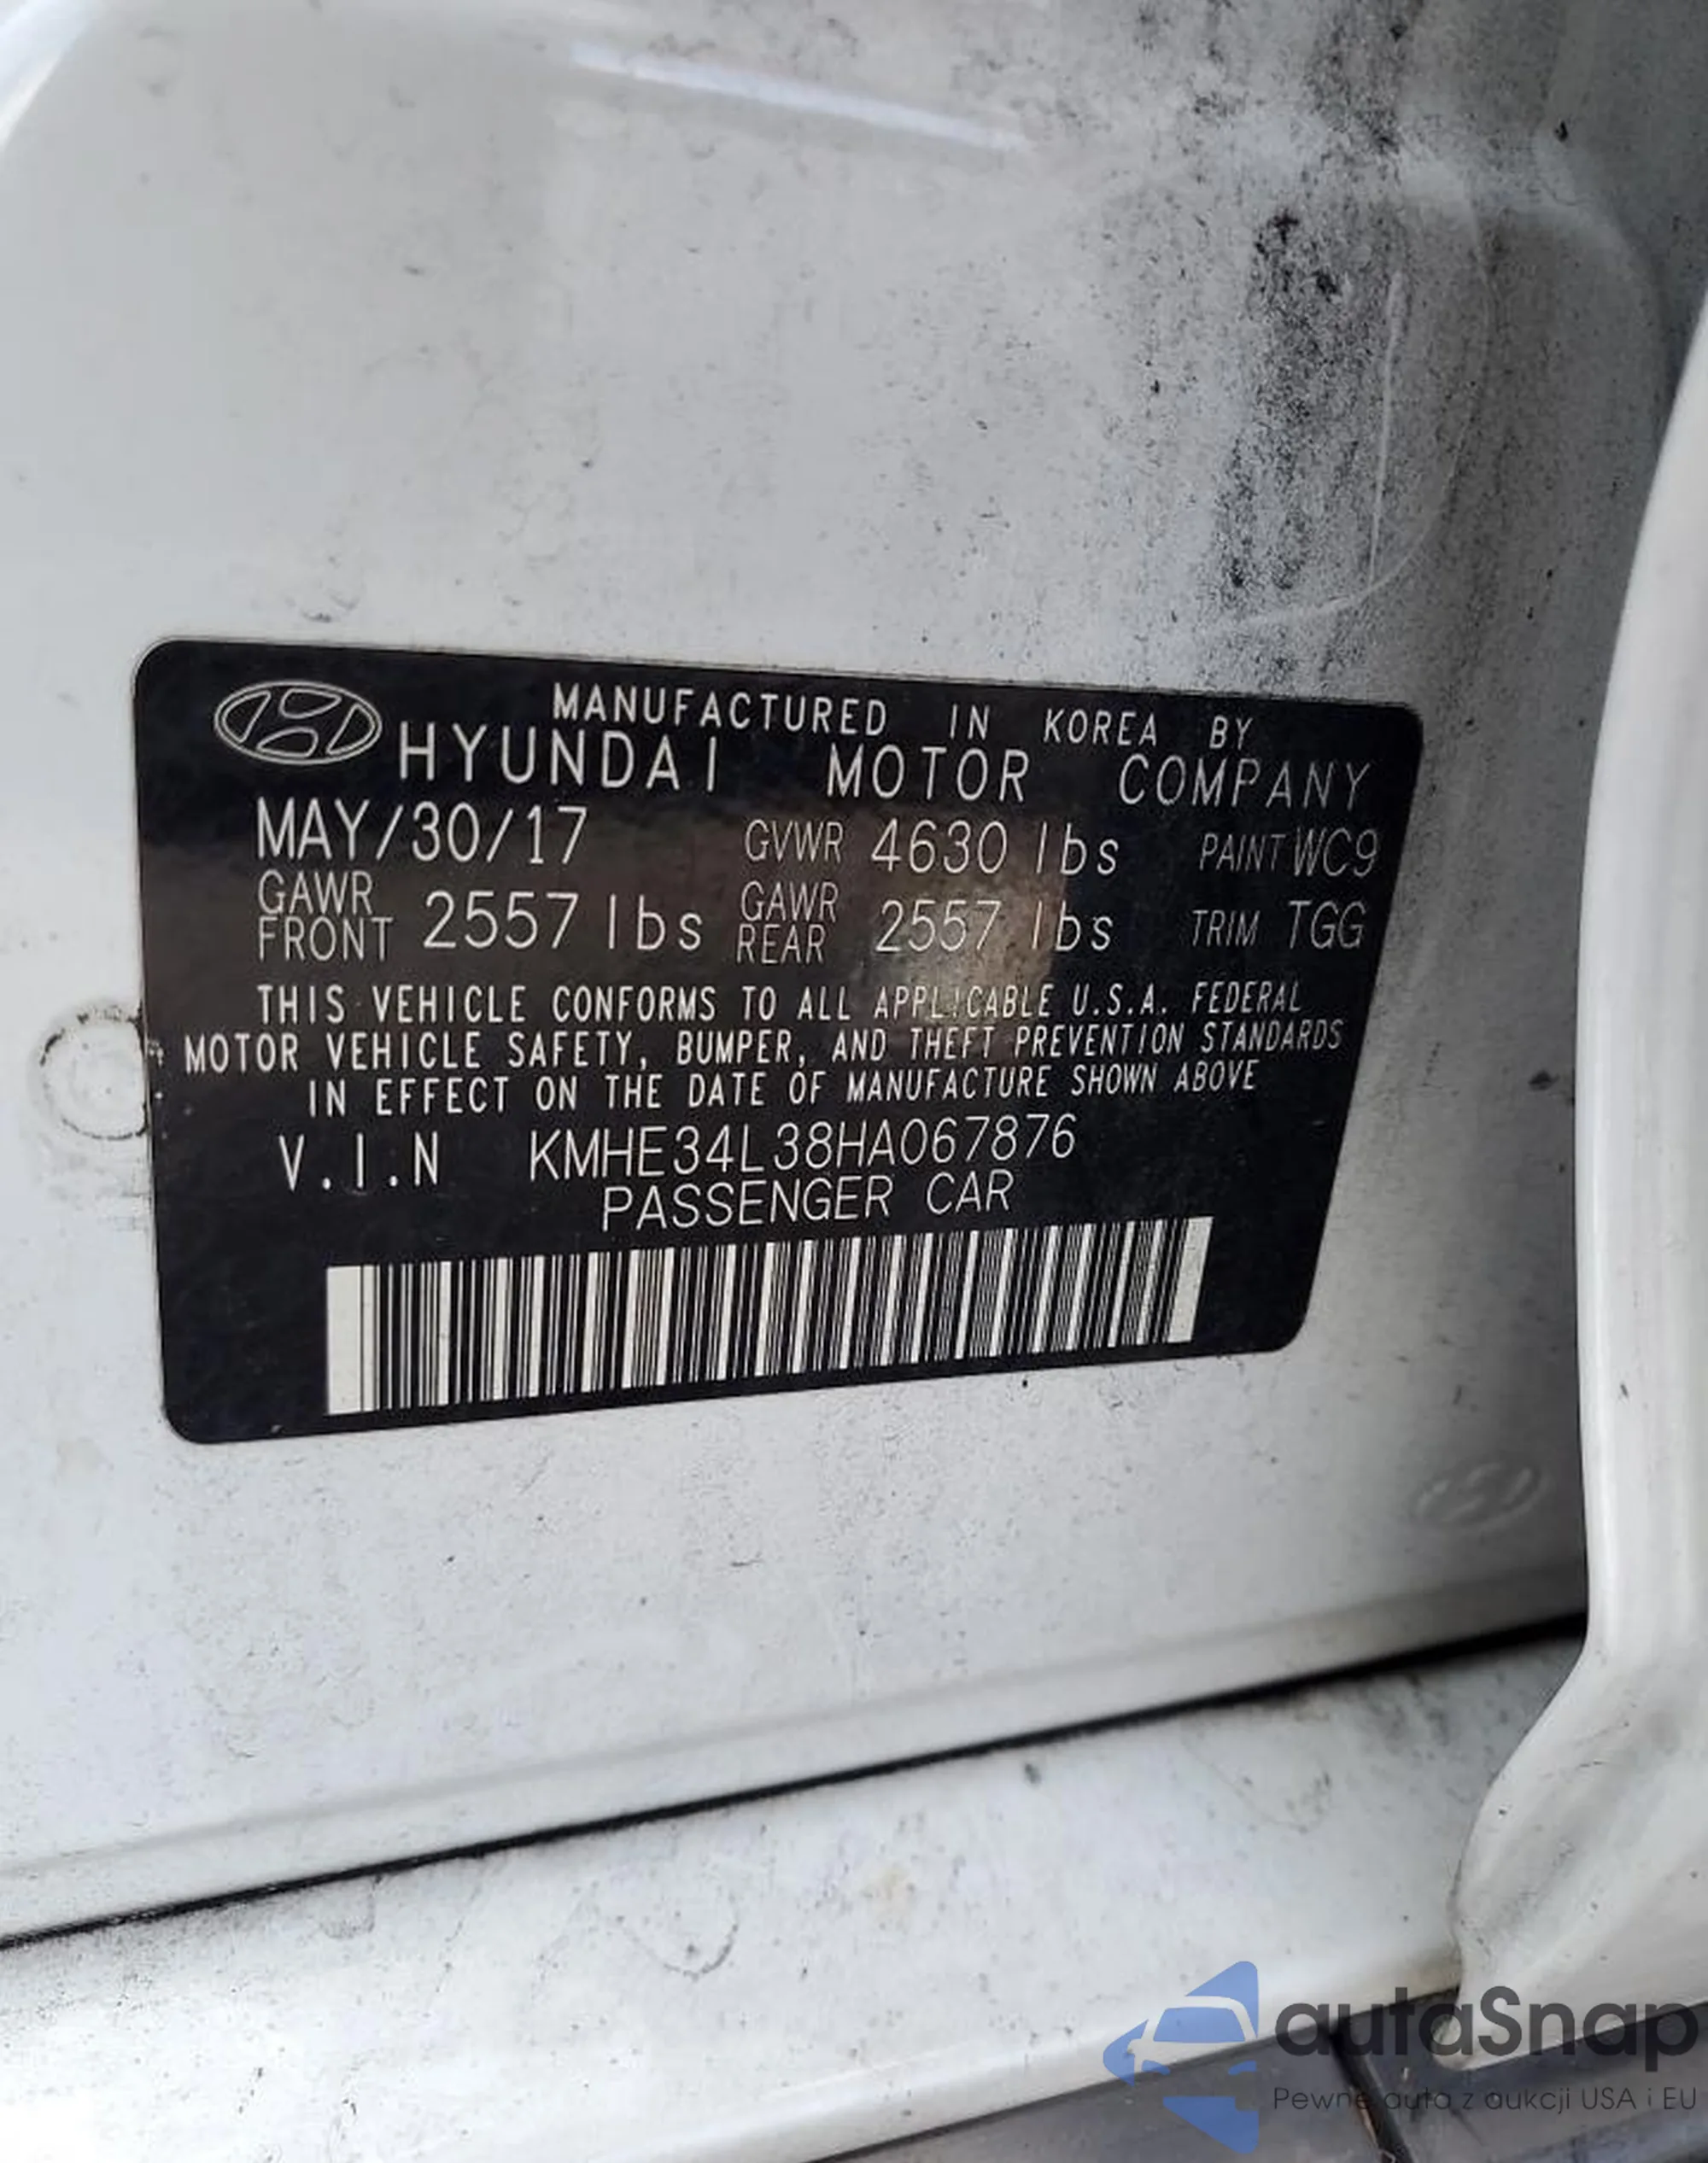 MANUFACTURED IN KOREA BY
HYUNDAI MOTOR COMPANY
MAY/30/17 GVWR 4630 lbs PAINT WC9
GAWR FRONT 2557 lbs GAWR REAR 2557 lbs TRIM TGG
THIS VEHICLE CONFORMS TO ALL APPLICABLE U.S.A. FEDERAL
MOTOR VEHICLE SAFETY, BUMPER, AND THEFT PREVENTION STANDARDS
IN EFFECT ON THE DATE OF MANUFACTURE SHOWN ABOVE
V.I.N KMHE34L38HA067876
PASSENGER CAR
autaSnap
Pewne auta z aukcji USA i EU